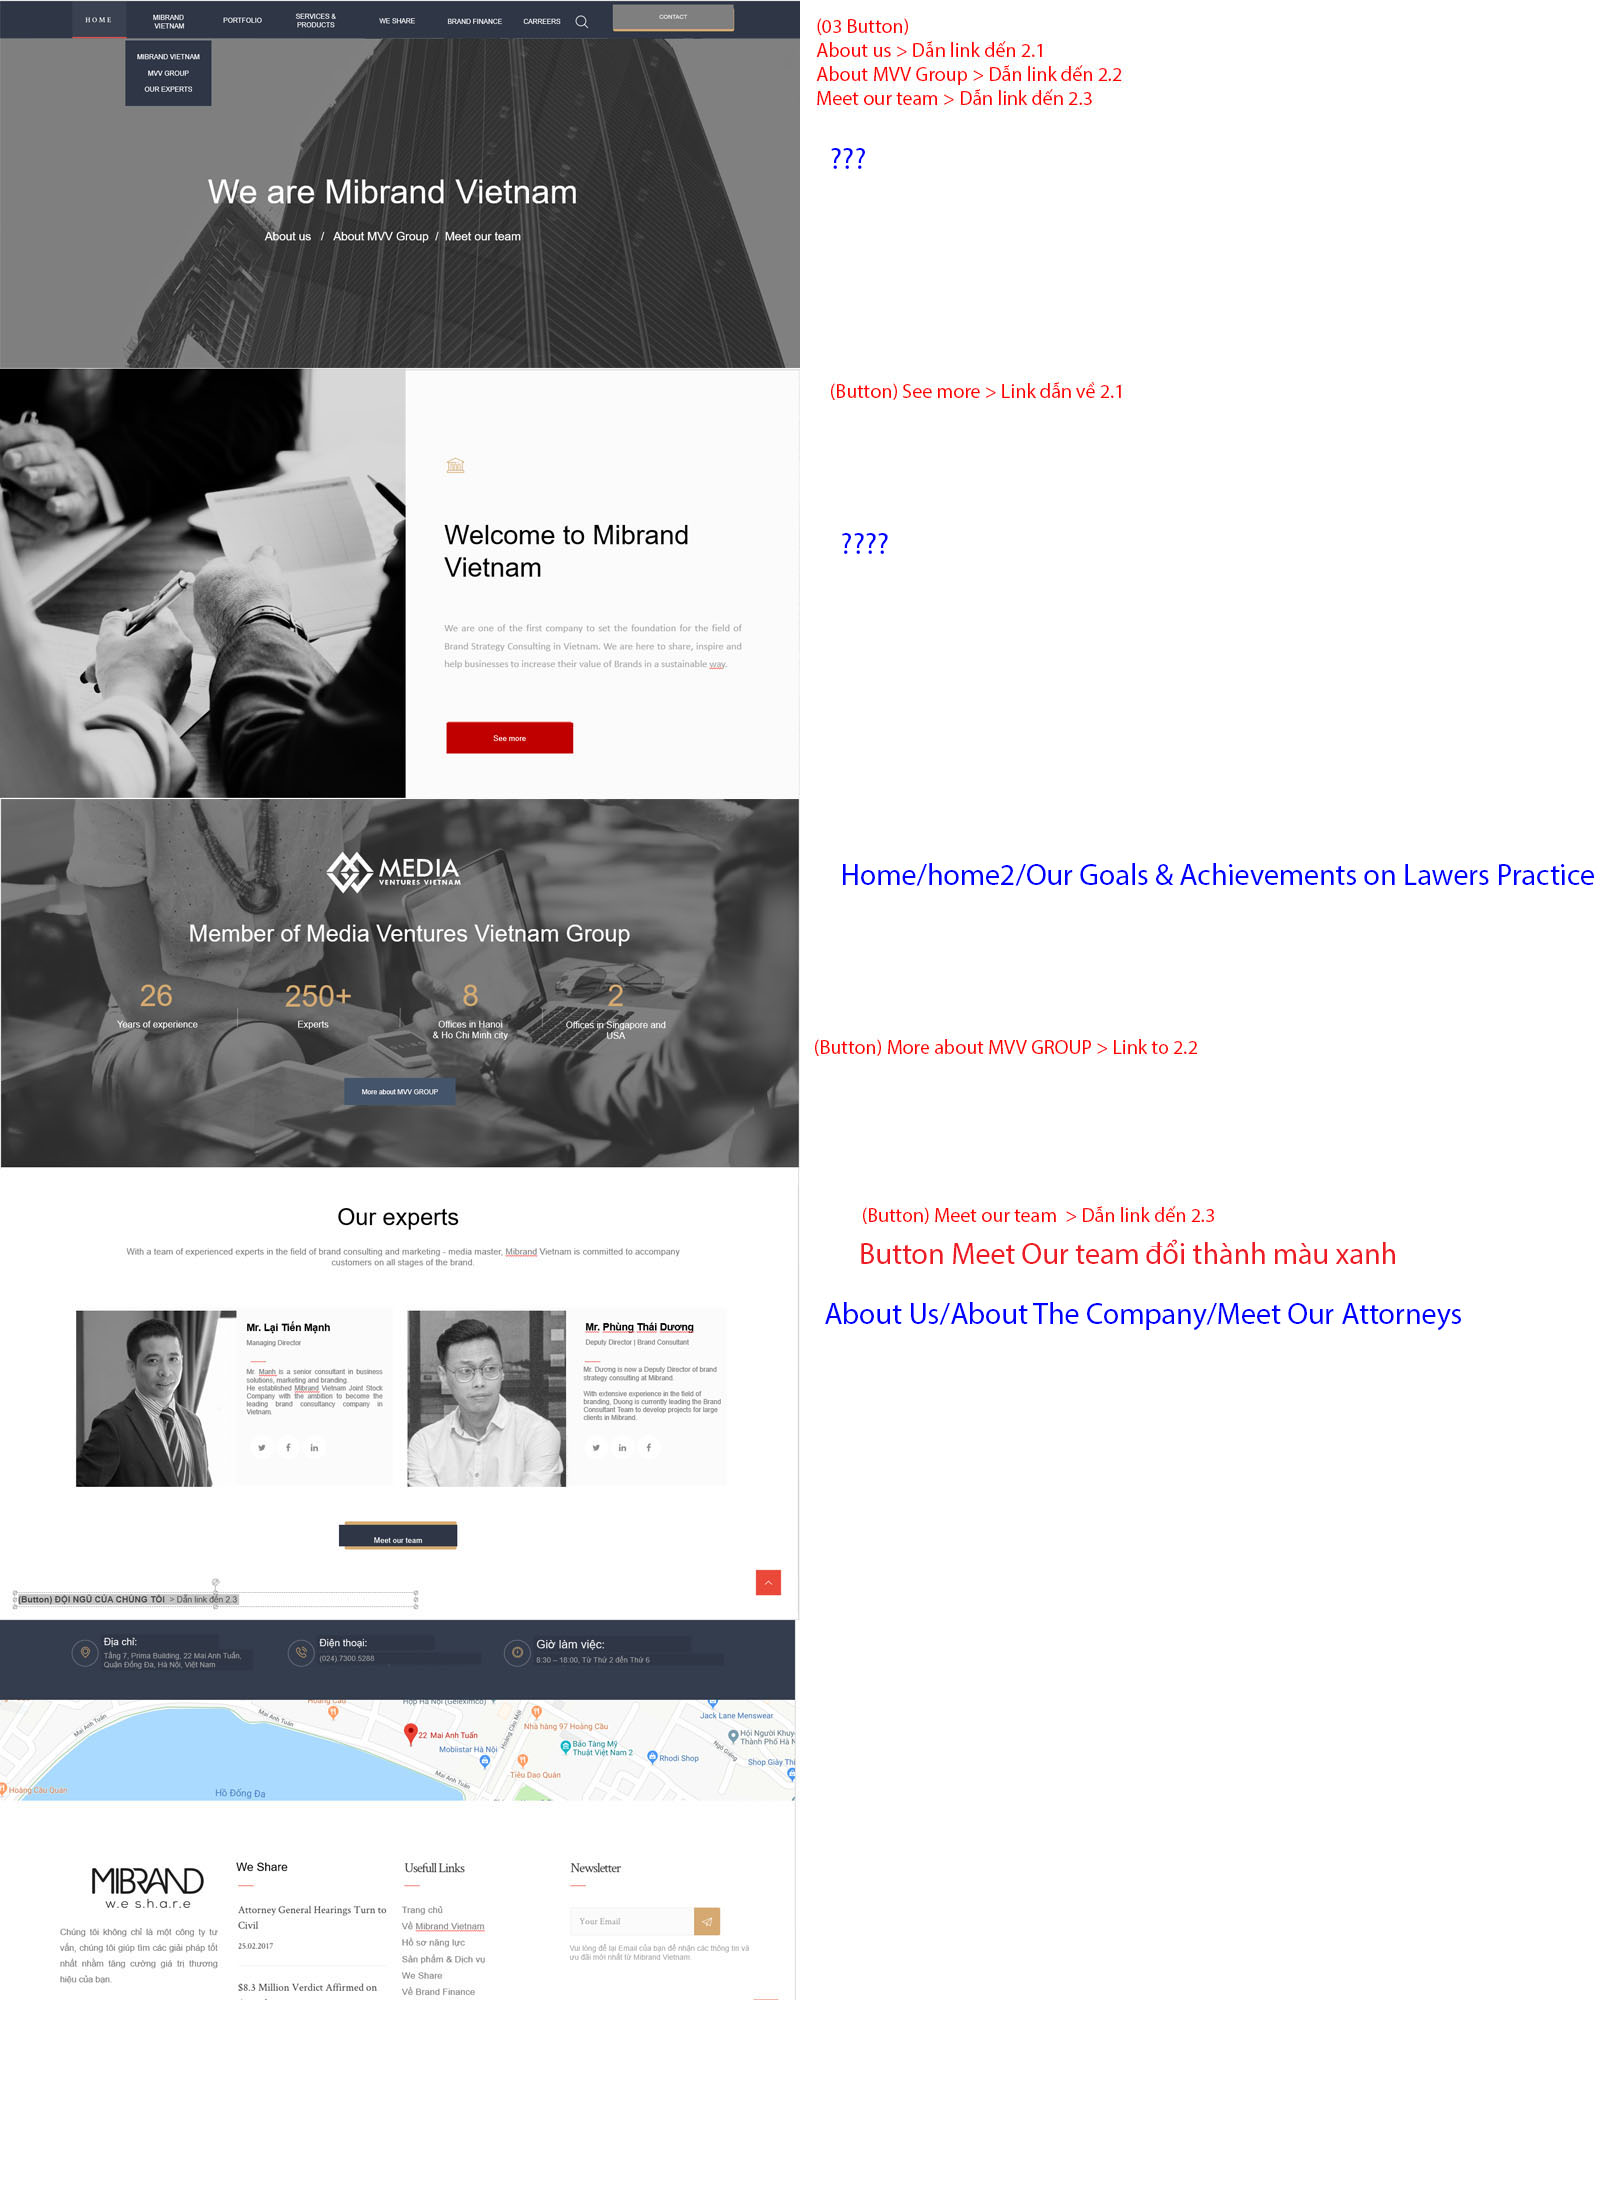 HOME
MIBRAND
VIETNAM
PORTFOLIO
SERVICES &
PRODUCTS
WE SHARE
BRAND FINANCE
CARREERS
CONTACT
MIBRAND VIETNAM
MVV GROUP
OUR EXPERTS
We are Mibrand Vietnam
About us / About MVV Group / Meet our team
(03 Button)
About us > Dẫn link dến 2.1
About MVV Group > Dẫn link dến 2.2
Meet our team > Dẫn link dến 2.3
???
(Button) See more > Link dẫn về 2.1
????
Welcome to Mibrand
Vietnam
We are one of the first company to set the foundation for the field of
Brand Strategy Consulting in Vietnam. We are here to share, inspire and
help businesses to increase their value of Brands in a sustainable way.
See more
MEDIA
VENTURES VIETNAM
Member of Media Ventures Vietnam Group
26
Years of experience
250+
Experts
8
Offices in Hanoi
& Ho Chi Minh city
2
Offices in Singapore and
USA
More about MVV GROUP
Home/home2/Our Goals & Achievements on Lawers Practice
(Button) More about MVV GROUP > Link to 2.2
Our experts
With a team of experienced experts in the field of brand consulting and marketing - media master, Mibrand Vietnam is committed to accompany
customers on all stages of the brand.
(Button) Meet our team > Dẫn link dến 2.3
Button Meet Our team đổi thành màu xanh
About Us/About The Company/Meet Our Attorneys
Mr. Lại Tiến Mạnh
Managing Director
Mr. Manh is a senior consultant in business
solutions, marketing and branding.
He established Mibrand Vietnam Joint Stock
Company with the ambition to become the
leading brand consultancy company in
Vietnam.
Mr. Phùng Thái Dương
Deputy Director | Brand Consultant
Mr. Dương is now a Deputy Director of brand
strategy consulting at Mibrand.
With extensive experience in the field of
branding, Duong is currently leading the Brand
Consultant Team to develop projects for large
clients in Mibrand.
Meet our team
(Button) ĐỘI NGŨ CỦA CHÚNG TÔI > Dẫn link đến 2.3
Địa chỉ:
Tầng 7, Prima Building, 22 Mai Anh Tuấn,
Quận Đống Đa, Hà Nội, Việt Nam
Điện thoại:
(024).7300.5288
Giờ làm việc:
8:30 – 18:00, Từ Thứ 2 đến Thứ 6
Hoàng Cầu
Hợp Hà Nội (Geleximco)
Mai Anh Tuấn
Mai Anh Tuấn
22 Mai Anh Tuấn
Mobiistar Hà Nội
Mai Anh Tuấn
Hoàng Cầu Mới
Nhà hàng 97 Hoàng Cầu
Bảo Tàng Mỹ
Thuật Việt Nam 2
Tiểu Dao Quán
Rhodi Shop
Jack Lane Menswear
Hội Người Khuy
Thành Phố Hà N
Shop Giày Th
Hoàng Cầu Quán
Hồ Đống Đa
MIBRAND
w.e s.h.a.r.e
Chúng tôi không chỉ là một công ty tư
vấn, chúng tôi giúp tìm các giải pháp tốt
nhất nhằm tăng cường giá trị thương
hiệu của bạn.
We Share
Attorney General Hearings Turn to
Civil
25.02.2017
$8.3 Million Verdict Affirmed on
Usefull Links
Trang chủ
Về Mibrand Vietnam
Hồ sơ năng lực
Sản phẩm & Dịch vụ
We Share
Về Brand Finance
Newsletter
Your Email
Vui lòng để lại Email của bạn để nhận các thông tin và
ưu đãi mới nhất từ Mibrand Vietnam.